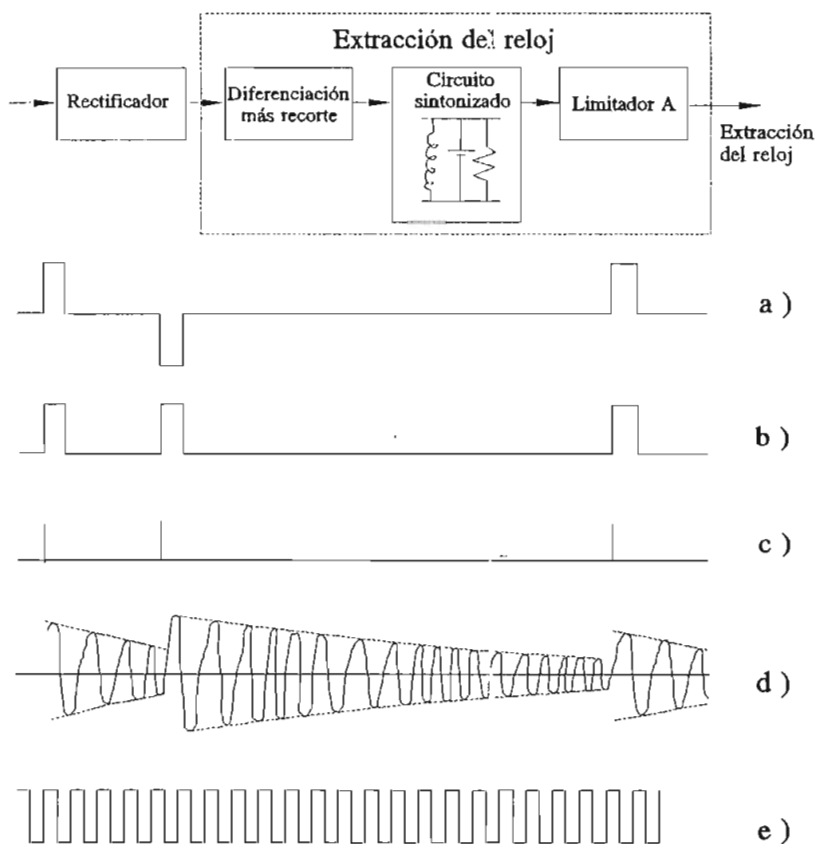 Extracción del reloj
Rectificador
Diferenciación
más recorte
Circuito
sintonizado
Limitador A
Extracción
del reloj
a )
b )
c )
d )
e )